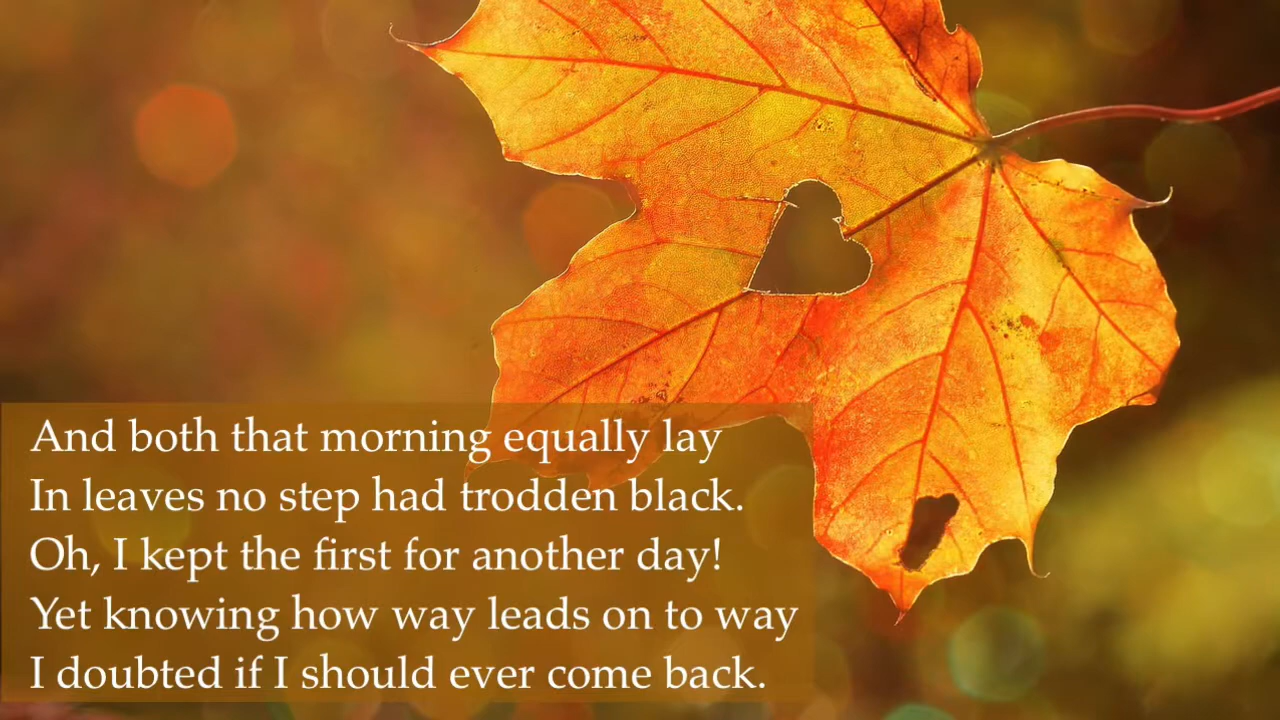 And both that morning equally lay
In leaves no step had trodden black.
Oh, I kept the first for another day!
Yet knowing how way leads on to way
I doubted if I should ever come back.